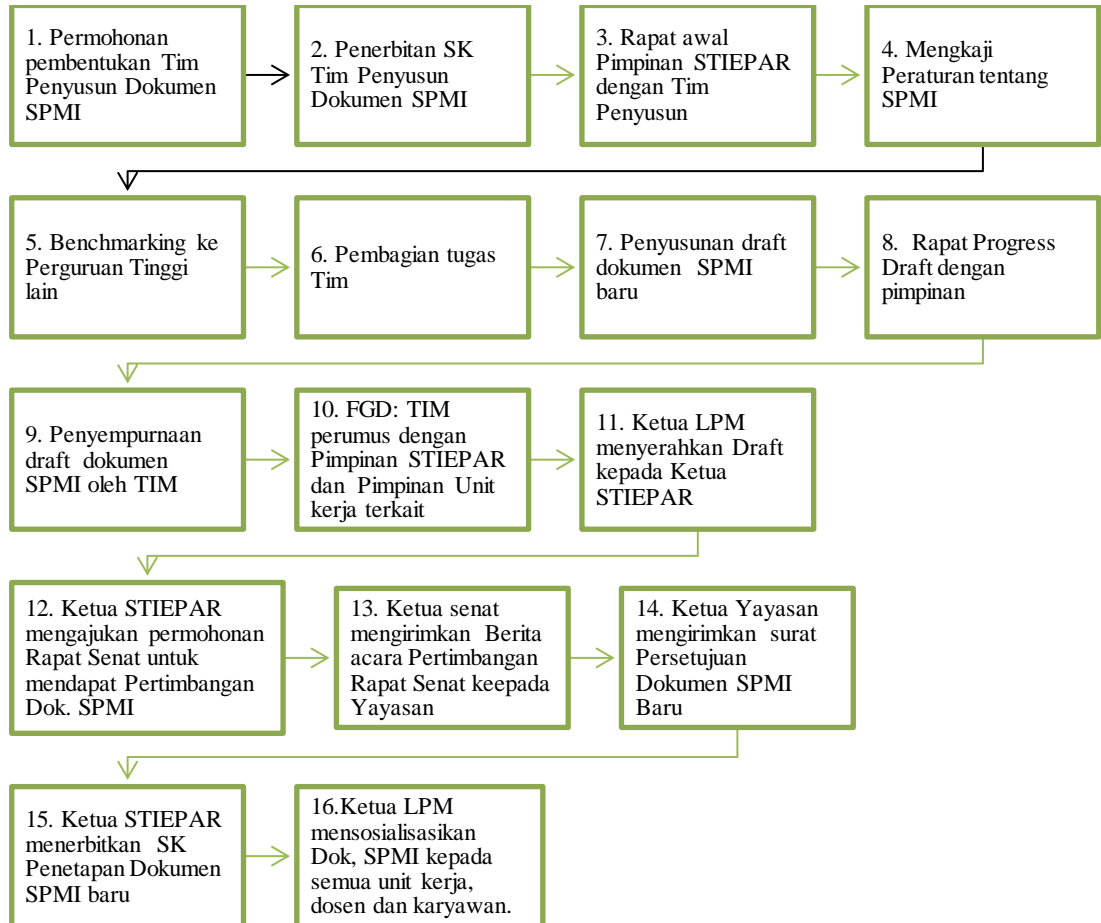 1. Permohonan
pembentukan Tim
Penyusun Dokumen
SPMI
2. Penerbitan SK
Tim Penyusun
Dokumen SPMI
3. Rapat awal
Pimpinan STIEPAR
dengan Tim
Penyusun
4. Mengkaji
Peraturan tentang
SPMI
5. Benchmarking ke
Perguruan Tinggi
lain
6. Pembagian tugas
Tim
7. Penyusunan draft
dokumen SPMI
baru
8. Rapat Progress
Draft dengan
pimpinan
9. Penyempurnaan
draft dokumen
SPMI oleh TIM
10. FGD: TIM
perumus dengan
Pimpinan STIEPAR
dan Pimpinan Unit
kerja terkait
11. Ketua LPM
menyerahkan Draft
kepada Ketua
STIEPAR
12. Ketua STIEPAR
mengajukan permohonan
Rapat Senat untuk
mendapat Pertimbangan
Dok. SPMI
13. Ketua senat
mengirimkan Berita
acara Pertimbangan
Rapat Senat keepada
Yayasan
14. Ketua Yayasan
mengirimkan surat
Persetujuan
Dokumen SPMI
Baru
15. Ketua STIEPAR
menerbitkan SK
Penetapan Dokumen
SPMI baru
16.Ketua LPM
mensosialisasikan
Dok, SPMI kepada
semua unit kerja,
dosen dan karyawan.